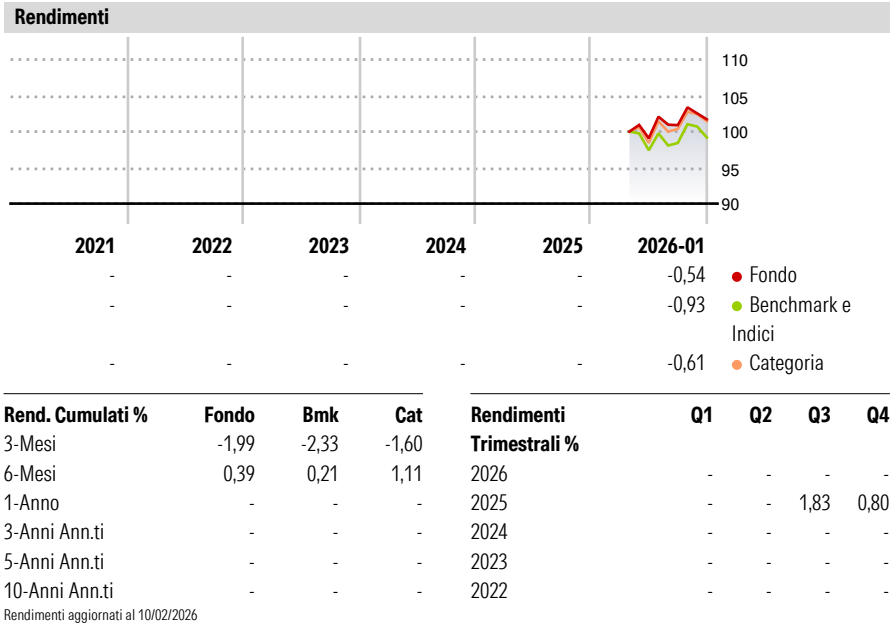 Rendimenti
110
105
100
95
90
2021 2022 2023 2024 2025 2026-01
- - - - - -0,54 Fondo
- - - - - -0,93 Benchmark e
Indici
- - - - - -0,61 Categoria
Rend. Cumulati % Fondo Bmk Cat
3-Mesi -1,99 -2,33 -1,60
6-Mesi 0,39 0,21 1,11
1-Anno - - -
3-Anni Ann.ti - - -
5-Anni Ann.ti - - -
10-Anni Ann.ti - - -
Rendimenti aggiornati al 10/02/2026
Rendimenti Q1 Q2 Q3 Q4
Trimestrali %
2026 - - - -
2025 - - 1,83 0,80
2024 - - - -
2023 - - - -
2022 - - - -